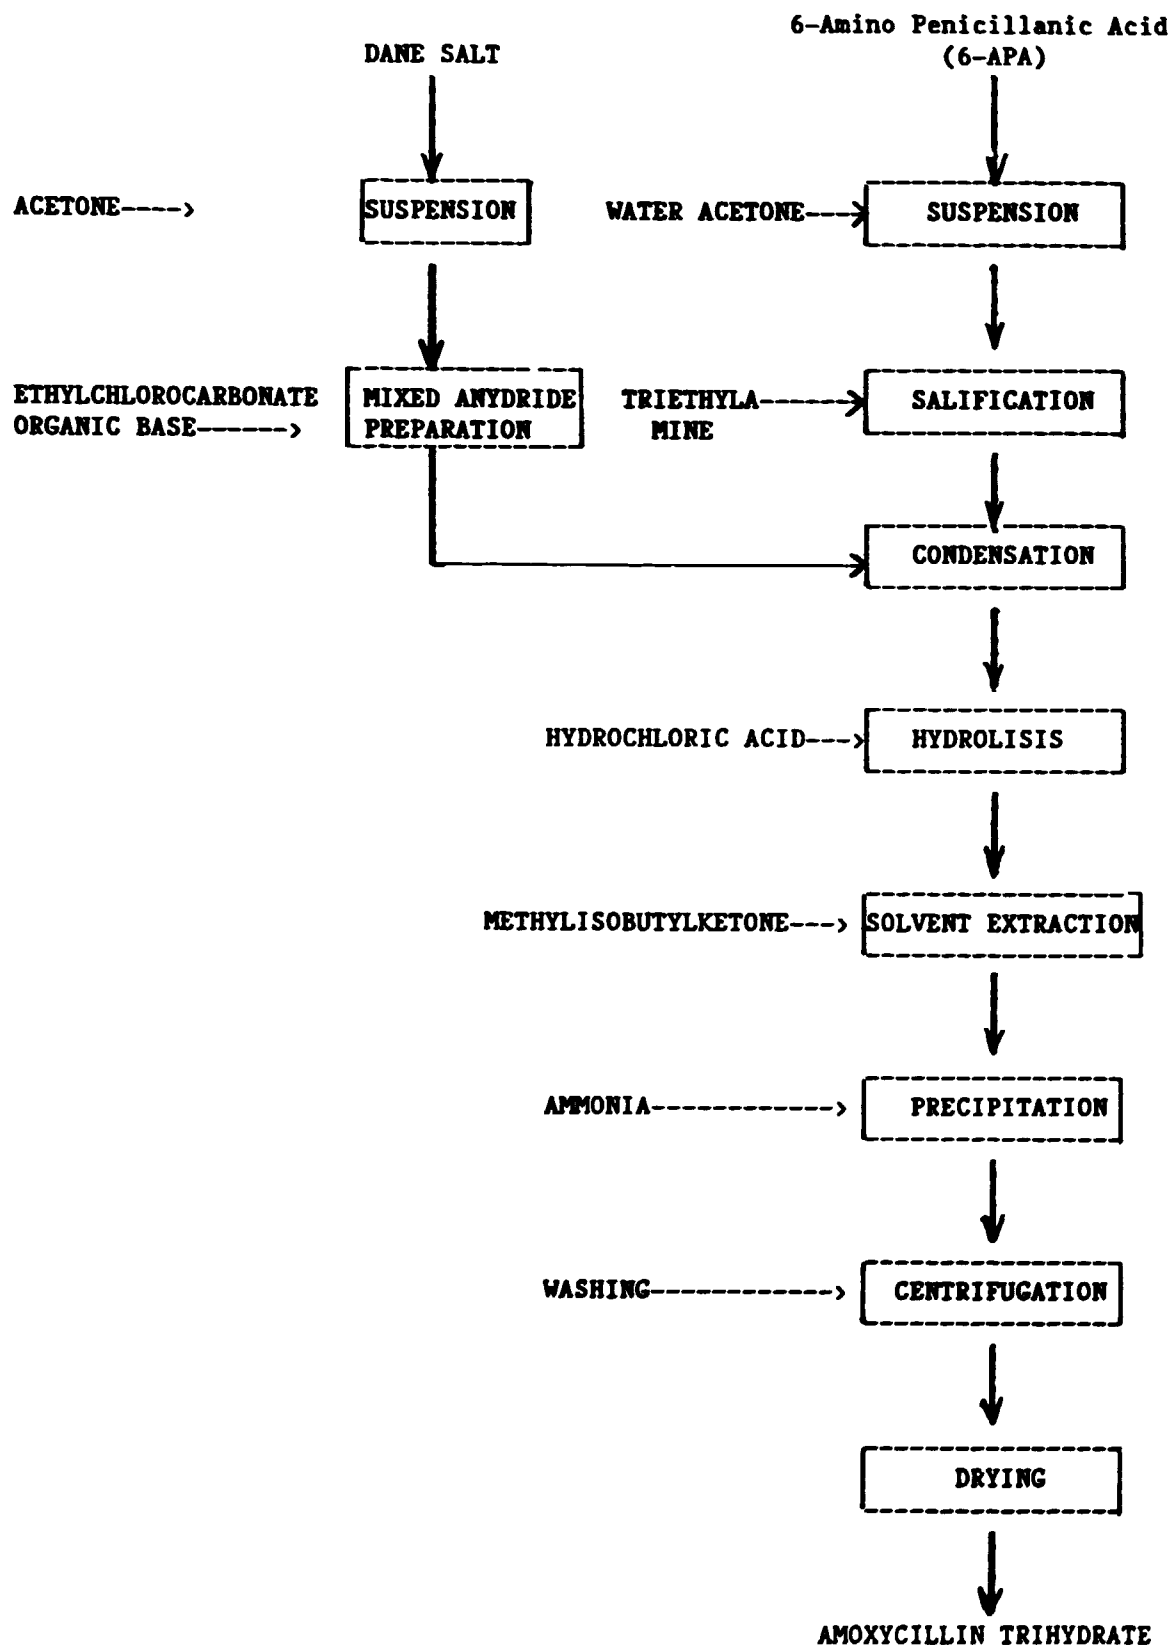 6-Amino Penicillanic Acid
(6-APA)
DANE SALT
ACETONE---->
SUSPENSION
WATER ACETONE--->
SUSPENSION
ETHYLCHLOROCARBONATE
ORGANIC BASE------>
MIXED ANYDRIDE
PREPARATION
TRIETHYLA------>
MINE
SALIFICATION
CONDENSATION
HYDROCHLORIC ACID--->
HYDROLISIS
METHYLISOBUTYLKETONE--->
SOLVENT EXTRACTION
AMMONIA------------>
PRECIPITATION
WASHING------------>
CENTRIFUGATION
DRYING
AMOXYCILLIN TRIHYDRATE